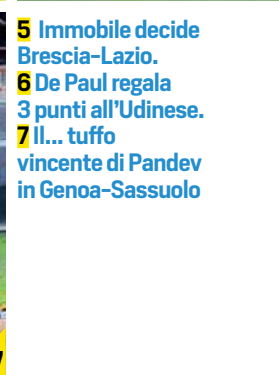 5 Immobile decide
Brescia-Lazio.
6 De Paul regala
3 punti all'Udinese.
7 Il... tuffo
vincente di Pandev
in Genoa-Sassuolo